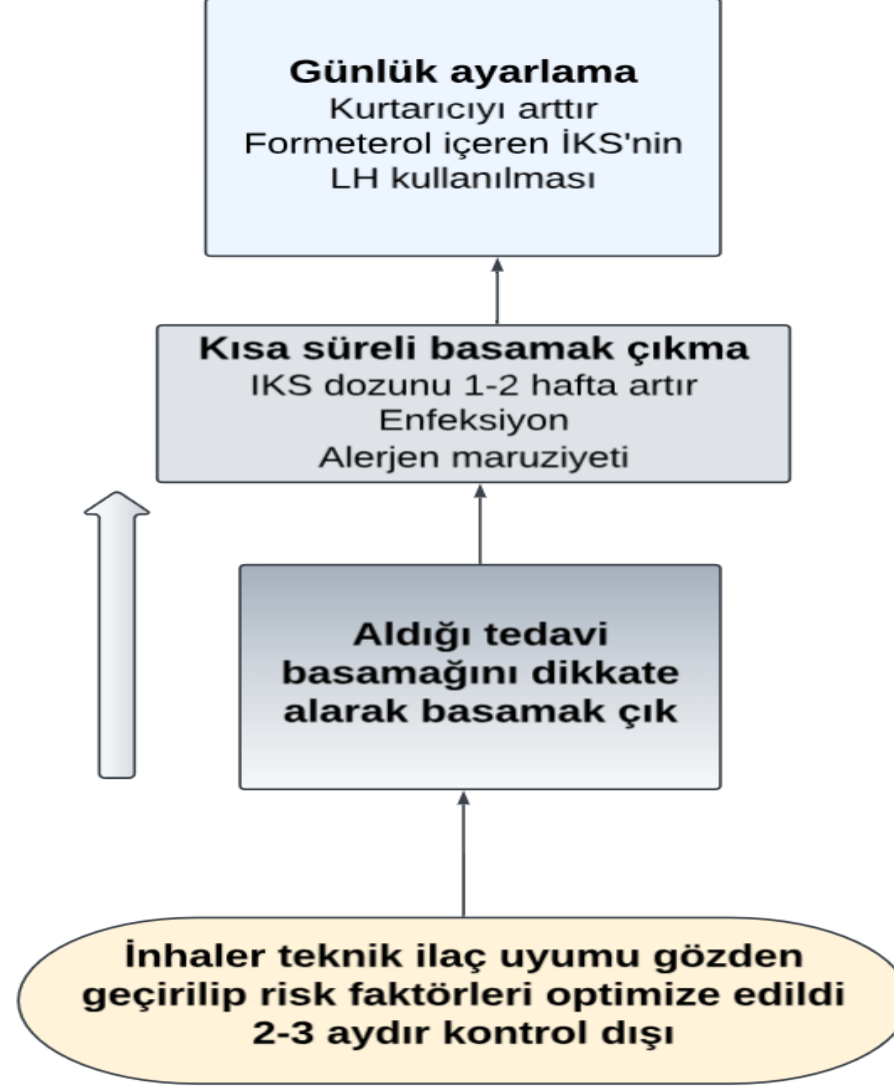 Günlük ayarlama
Kurtarıcıyı arttır
Formeterol içeren İKS'nin
LH kullanılması
Kısa süreli basamak çıkma
IKS dozunu 1-2 hafta artır
Enfeksiyon
Alerjen maruziyeti
Aldığı tedavi
basamağını dikkate
alarak basamak çık
İnhaler teknik ilaç uyumu gözden
geçirilip risk faktörleri optimize edildi
2-3 aydır kontrol dışı